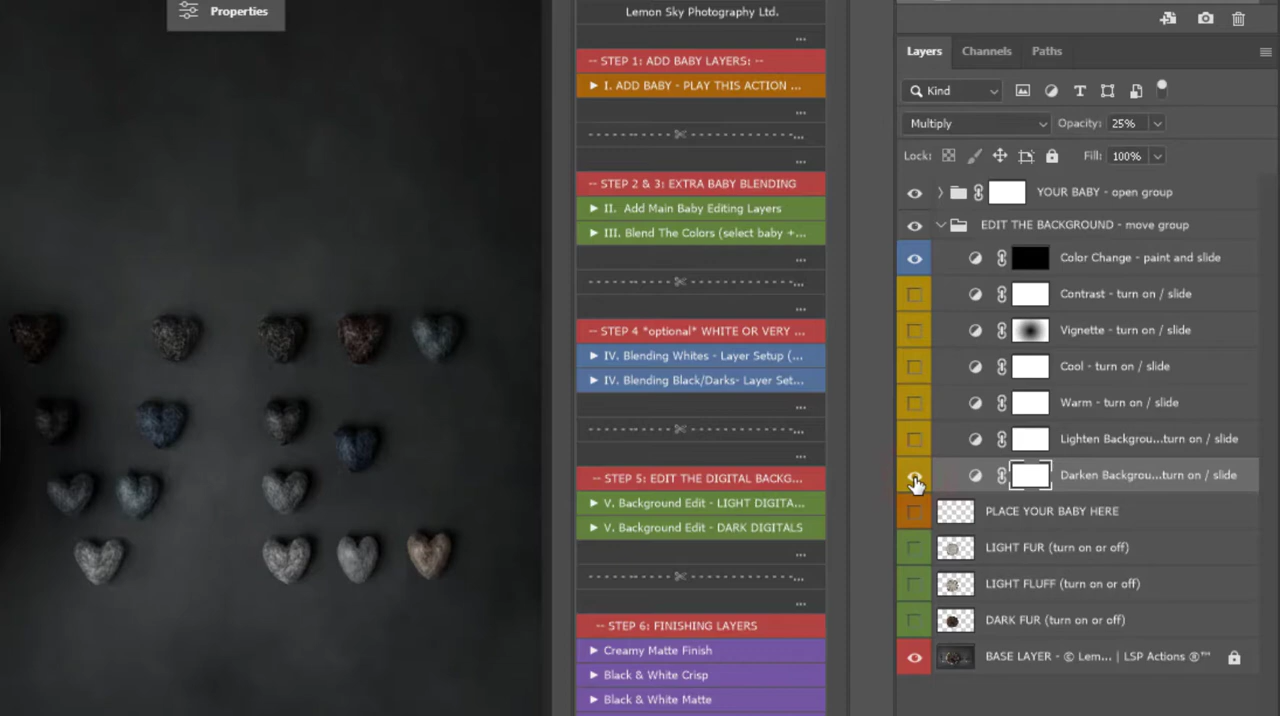 Properties
Lemon Sky Photography Ltd.
...
-- STEP 1: ADD BABY LAYERS: --
I. ADD BABY - PLAY THIS ACTION ...
...
...
...
-- STEP 2 & 3: EXTRA BABY BLENDING
II. Add Main Baby Editing Layers
III. Blend The Colors (select baby +...
...
...
...
-- STEP 4 *optional* WHITE OR VERY ...
IV. Blending Whites - Layer Setup (...
IV. Blending Black/Darks- Layer Set...
...
...
...
-- STEP 5: EDIT THE DIGITAL BACKG...
V. Background Edit - LIGHT DIGITA...
V. Background Edit - DARK DIGITALS
...
...
...
-- STEP 6: FINISHING LAYERS
Creamy Matte Finish
Black & White Crisp
Black & White Matte
Layers Channels Paths
Kind
Multiply Opacity: 25%
Lock: Fill: 100%
YOUR BABY - open group
EDIT THE BACKGROUND - move group
Color Change - paint and slide
Contrast - turn on / slide
Vignette - turn on / slide
Cool - turn on / slide
Warm - turn on / slide
Lighten Backgrou...turn on / slide
Darken Backgrou...turn on / slide
PLACE YOUR BABY HERE
LIGHT FUR (turn on or off)
LIGHT FLUFF (turn on or off)
DARK FUR (turn on or off)
BASE LAYER - © Lem... | LSP Actions ®™